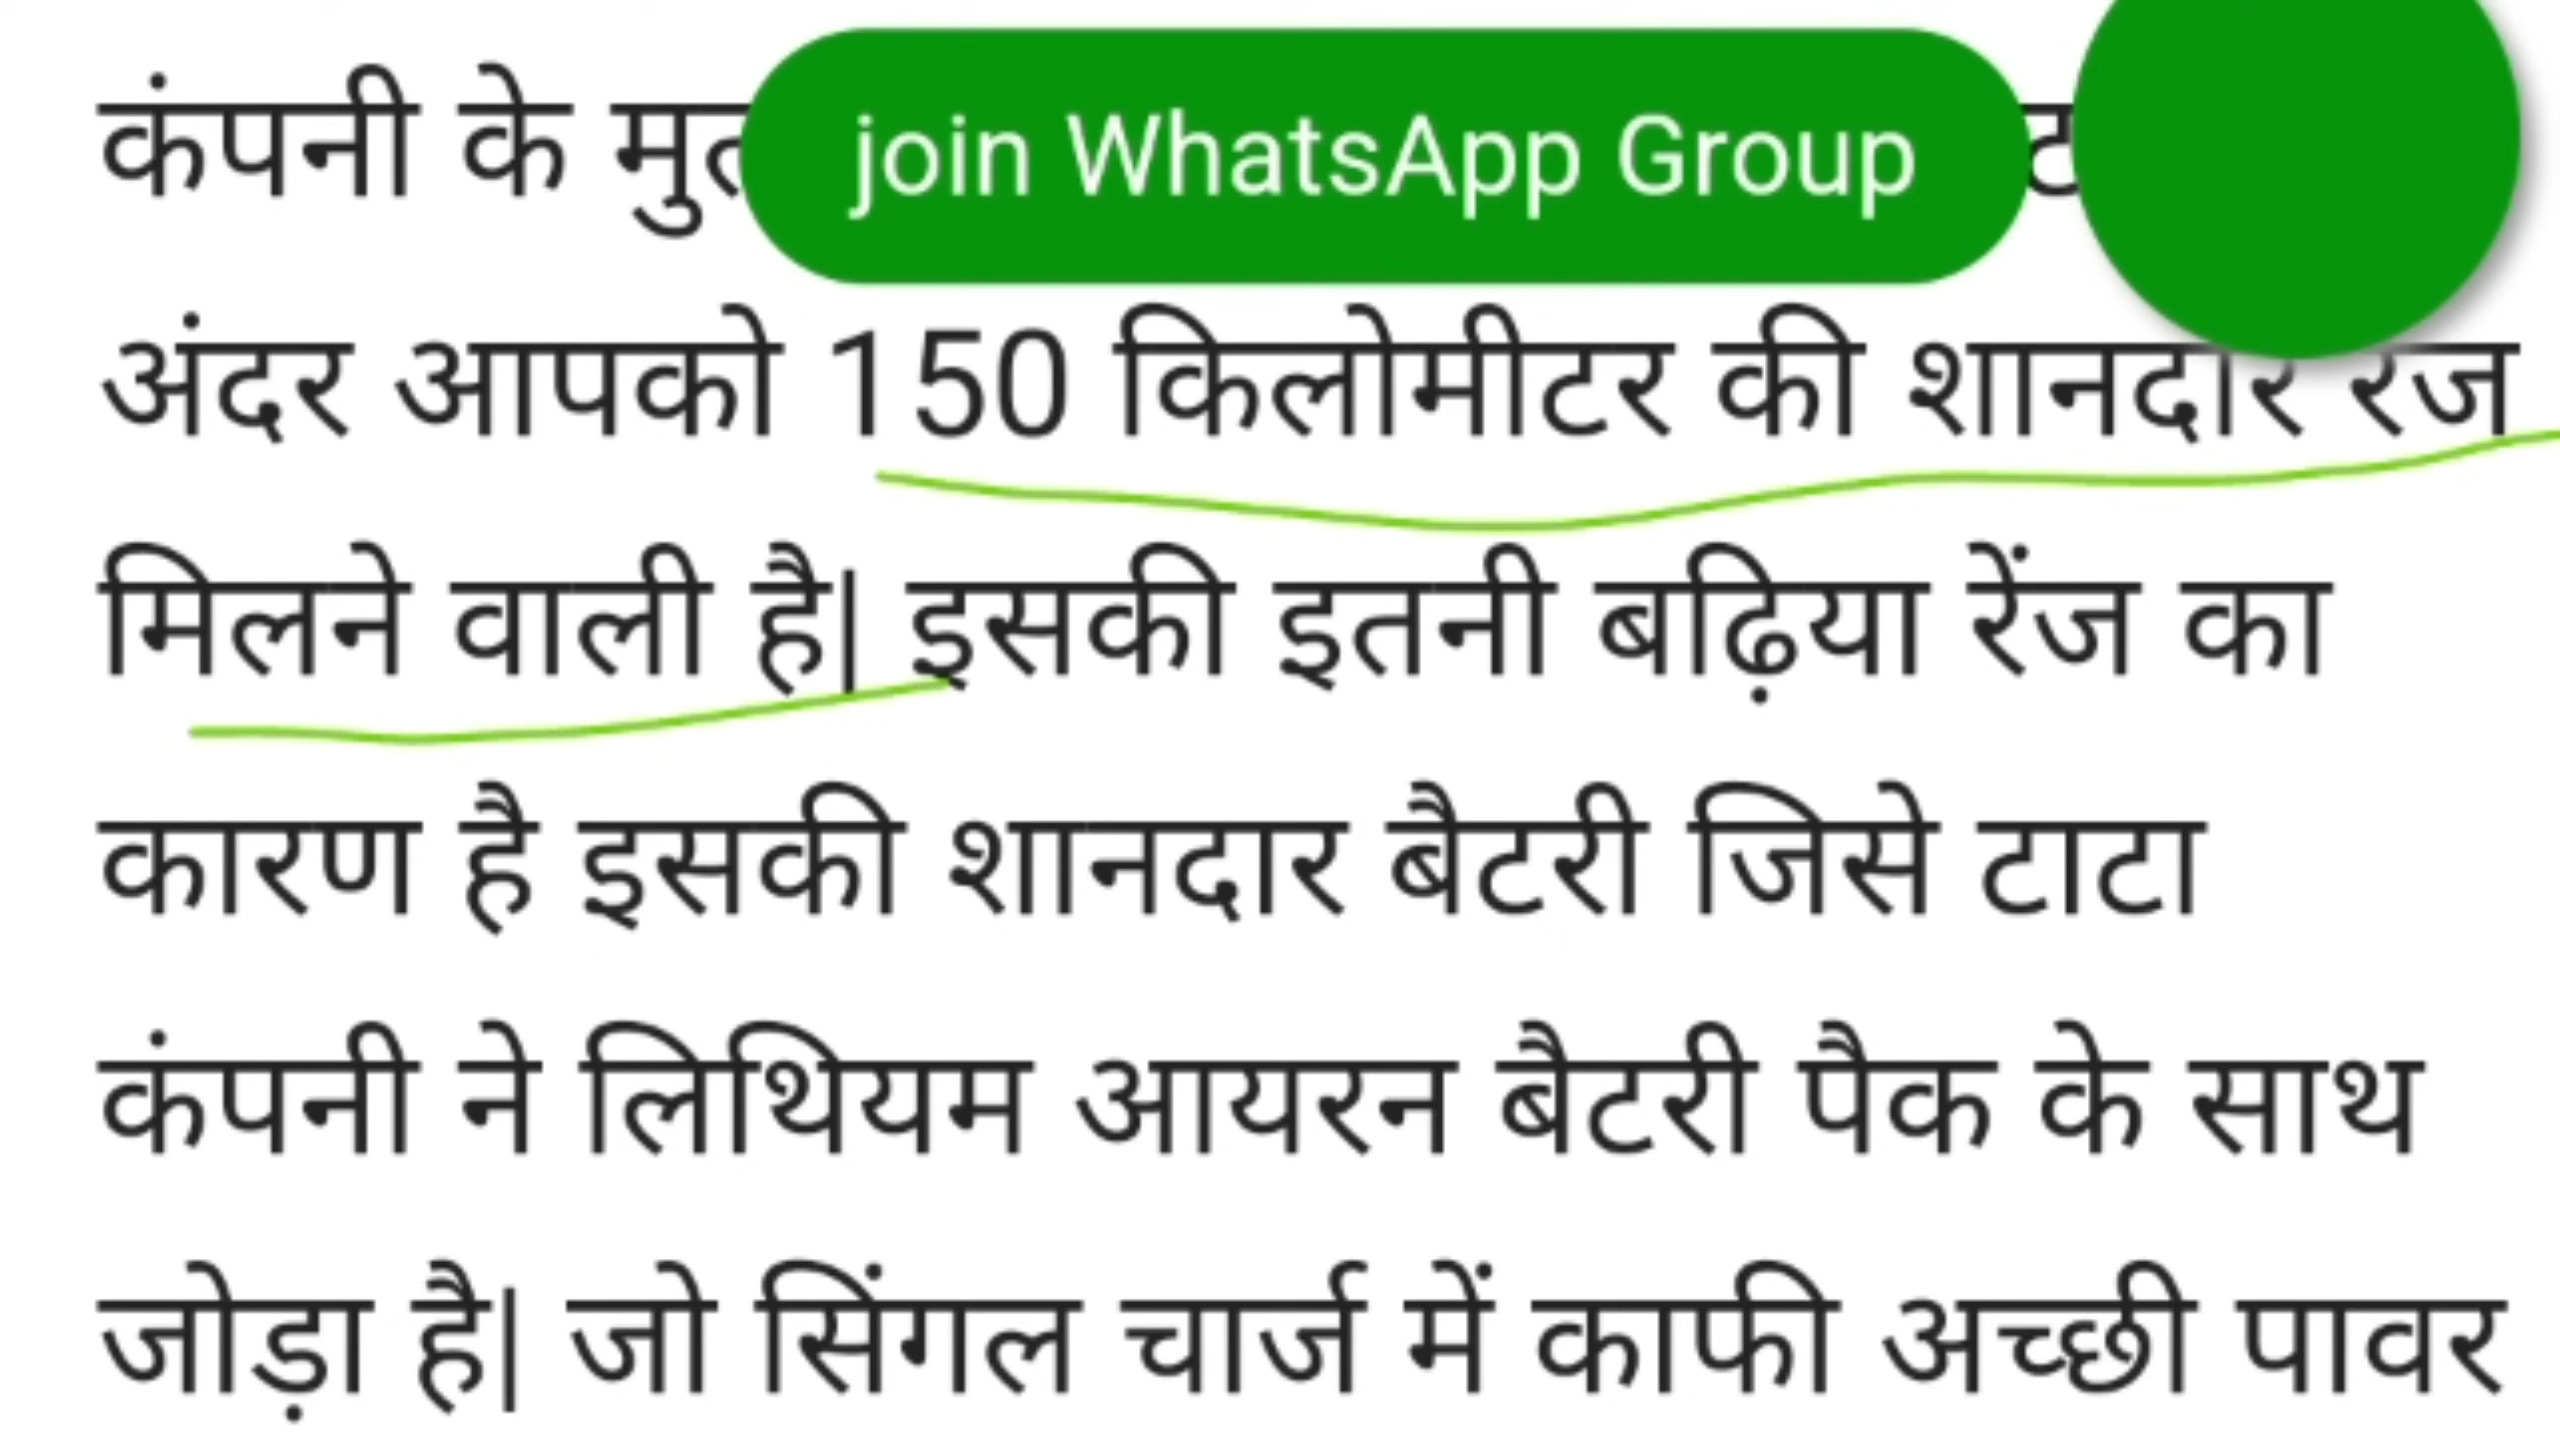 कंपनी के join WhatsApp Group
अंदर आपको 150 किलोमीटर की शानदार
मिलने वाली है| इसकी इतनी बढ़िया रेंज का
कारण है इसकी शानदार बैटरी जिसे टाटा
कंपनी ने लिथियम आयरन बैटरी पैक के साथ
जोड़ा है| जो सिंगल चार्ज में काफी अच्छी पावर